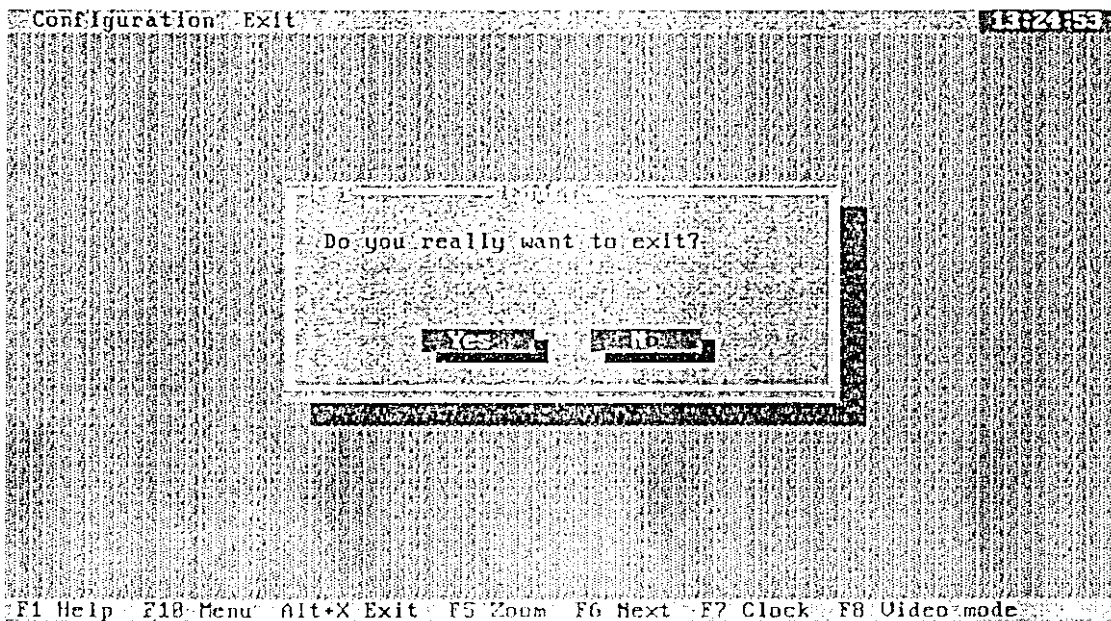 Configuration Exit 13:24:53
Do you really want to exit?
Yes No
F1 Help F10 Menu Alt+X Exit F5 Zoom F6 Next F7 Clock F8 Video mode